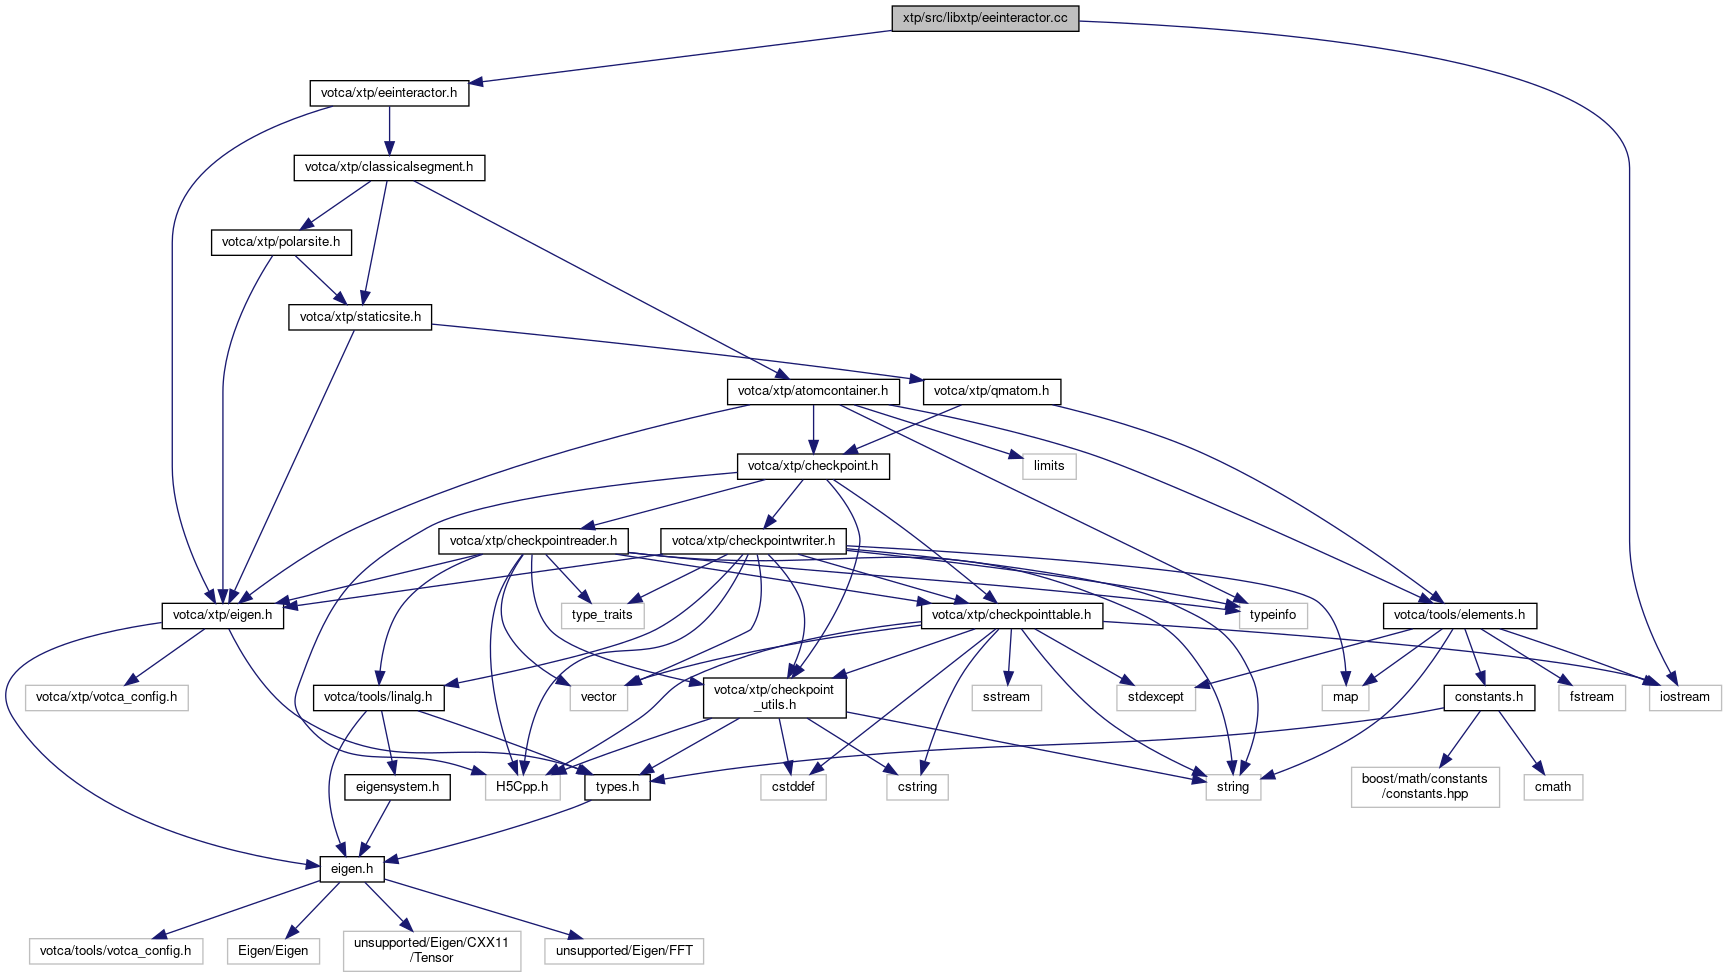 xtp/src/libxtp/eeinteractor.cc
votca/xtp/eeinteractor.h
votca/xtp/classicalsegment.h
votca/xtp/polarsite.h
votca/xtp/staticsite.h
votca/xtp/atomcontainer.h
votca/xtp/qmatom.h
votca/xtp/checkpoint.h
limits
votca/xtp/checkpointreader.h
votca/xtp/checkpointwriter.h
votca/xtp/eigen.h
type_traits
votca/xtp/checkpointtable.h
typeinfo
votca/tools/elements.h
votca/xtp/votca_config.h
votca/tools/linalg.h
vector
votca/xtp/checkpoint
_utils.h
sstream
stdexcept
map
constants.h
fstream
iostream
eigensystem.h
H5Cpp.h
types.h
cstddef
cstring
string
boost/math/constants
/constants.hpp
cmath
eigen.h
votca/tools/votca_config.h
Eigen/Eigen
unsupported/Eigen/CXX11
/Tensor
unsupported/Eigen/FFT